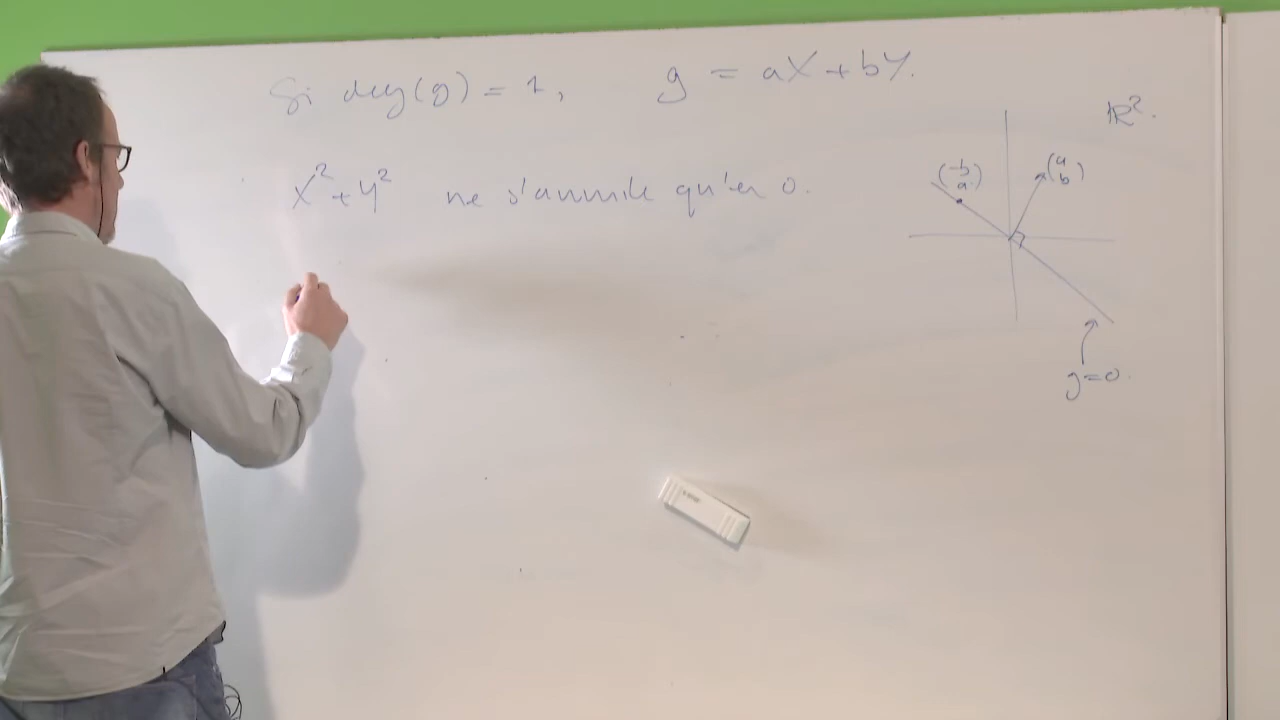 Si deg(g) = 1, g = aX + bY.
X² + Y² ne s'annule qu'en 0.
ℝ².
(-b a)
(a b)
g=0.